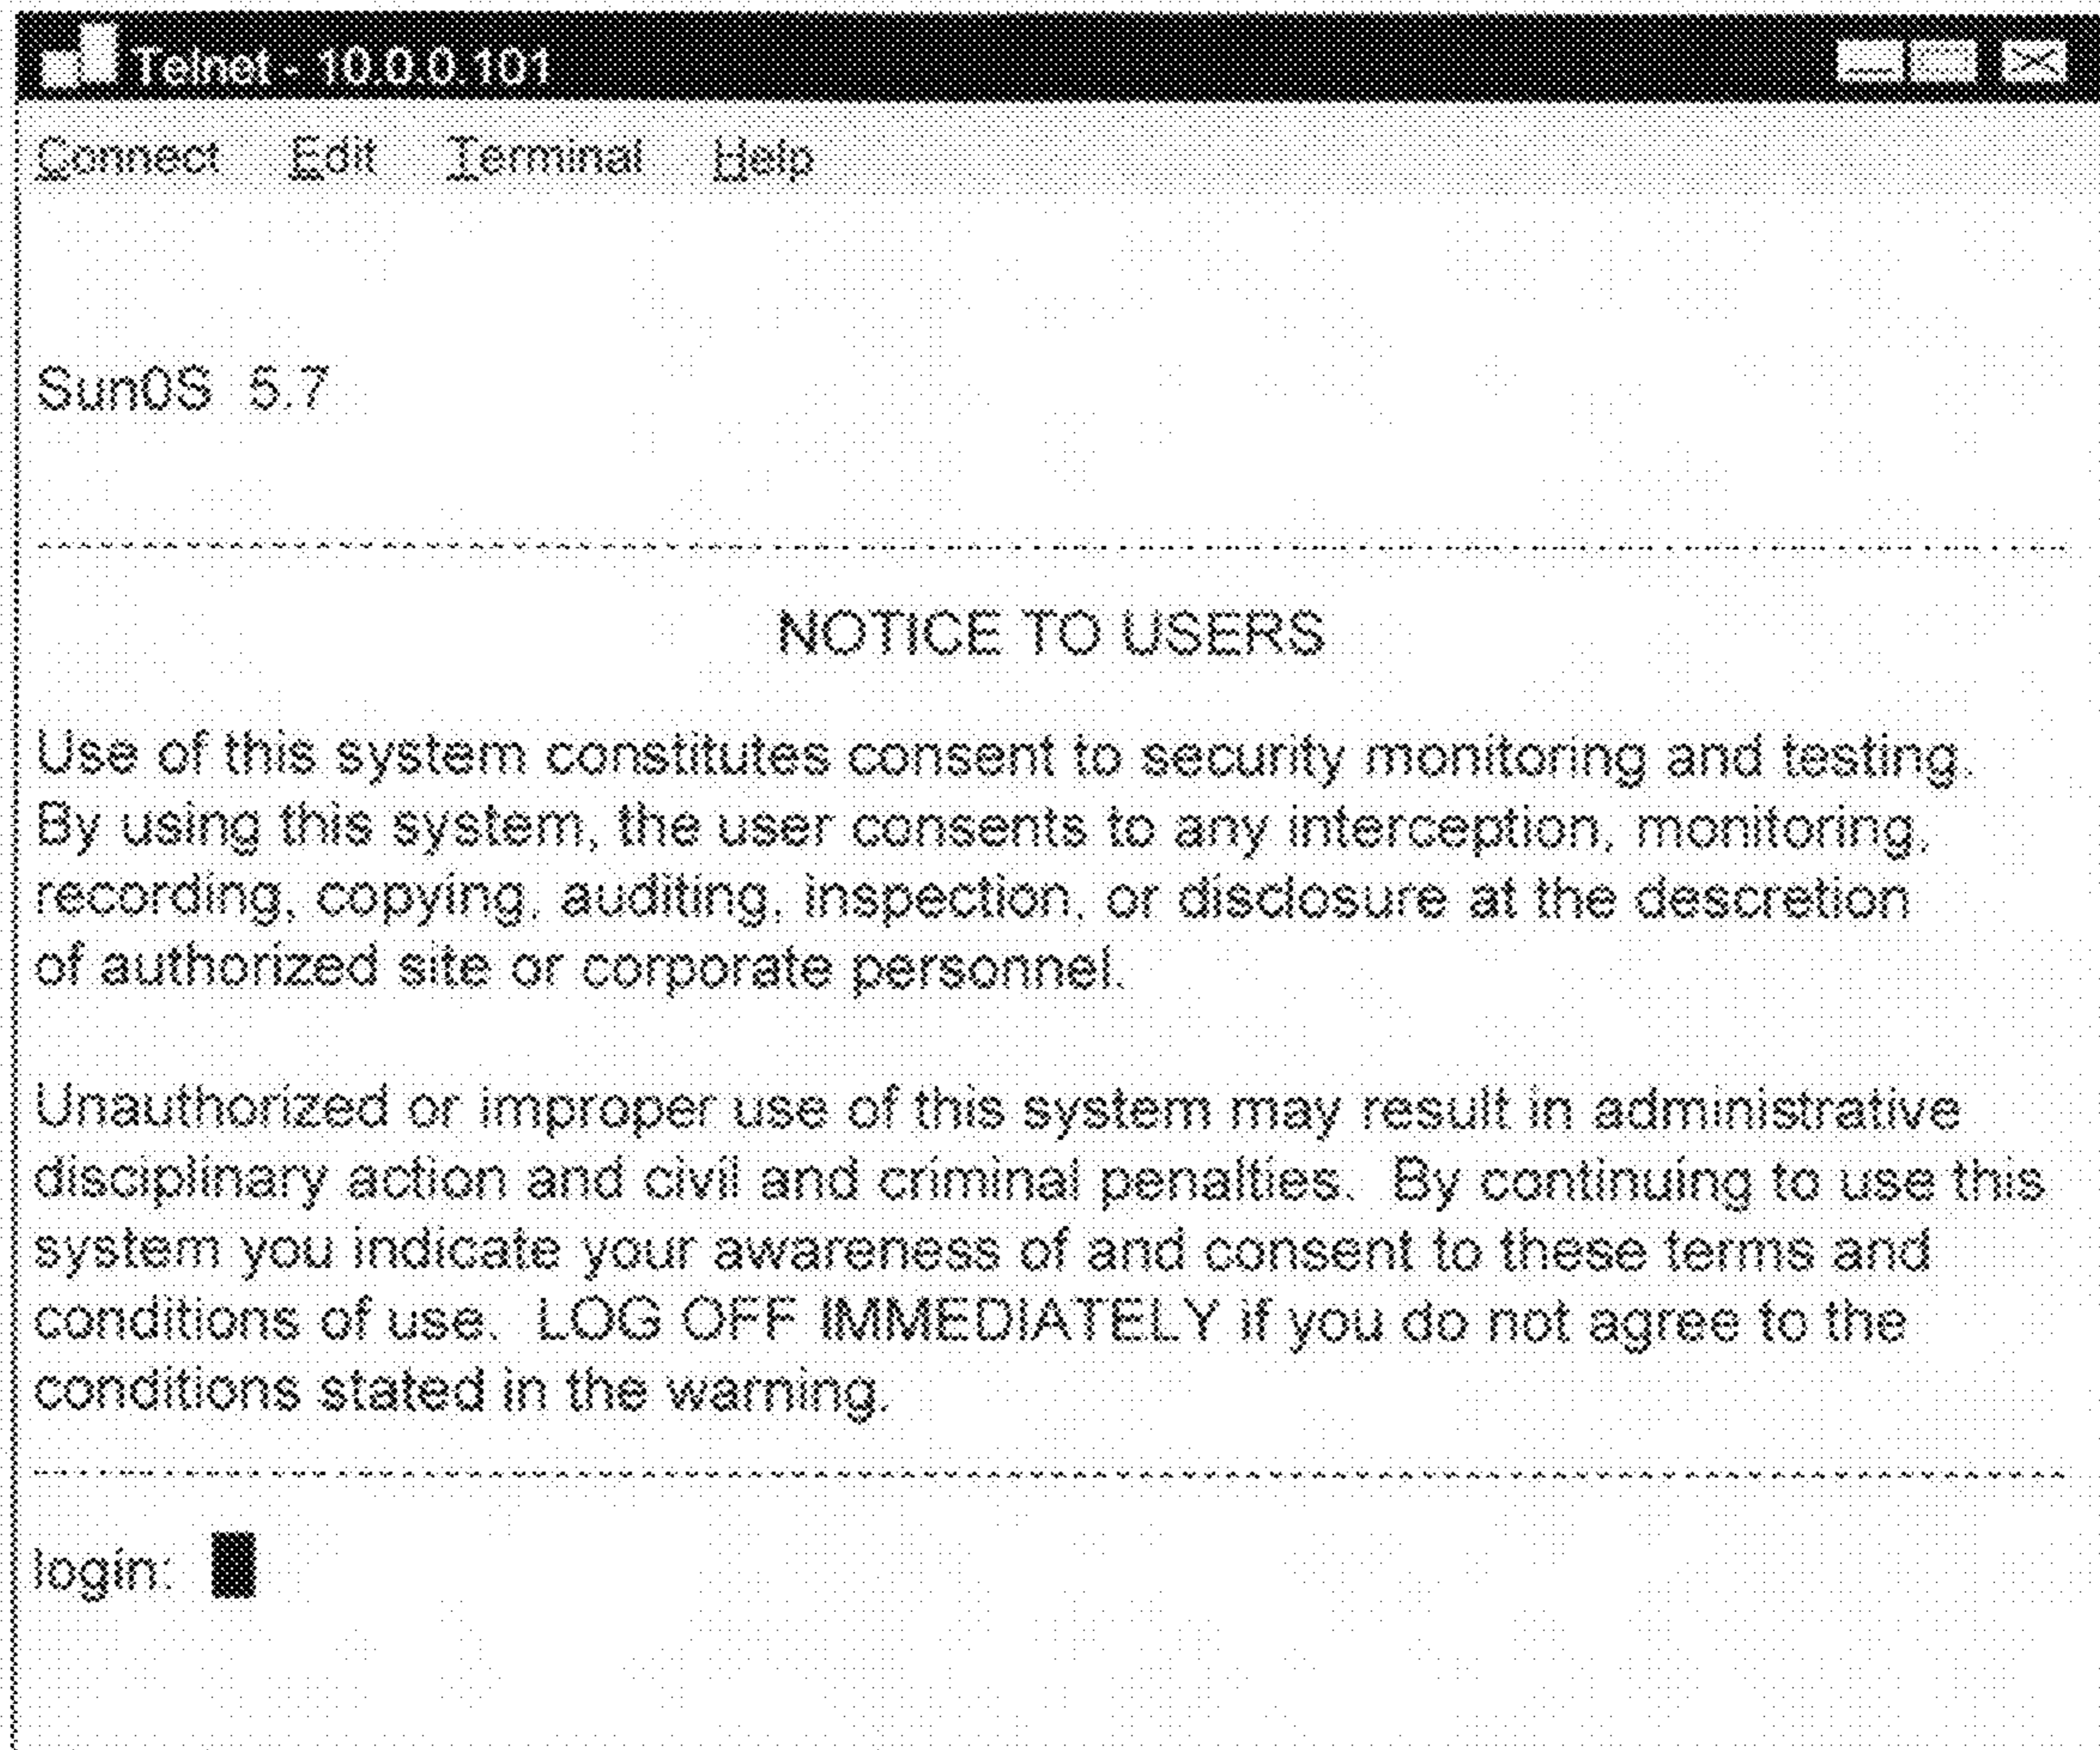 Telnet - 10.0.0.101
Connect Edit Terminal Help
Sun0S 5.7
NOTICE TO USERS
Use of this system constitutes consent to security monitoring and testing.
By using this system, the user consents to any interception, monitoring,
recording, copying, auditing, inspection, or disclosure at the descretion
of authorized site or corporate personnel.
Unauthorized or improper use of this system may result in administrative
disciplinary action and civil and criminal penalties. By continuing to use this
system you indicate your awareness of and consent to these terms and
conditions of use. LOG OFF IMMEDIATELY if you do not agree to the
conditions stated in the warning.
login: